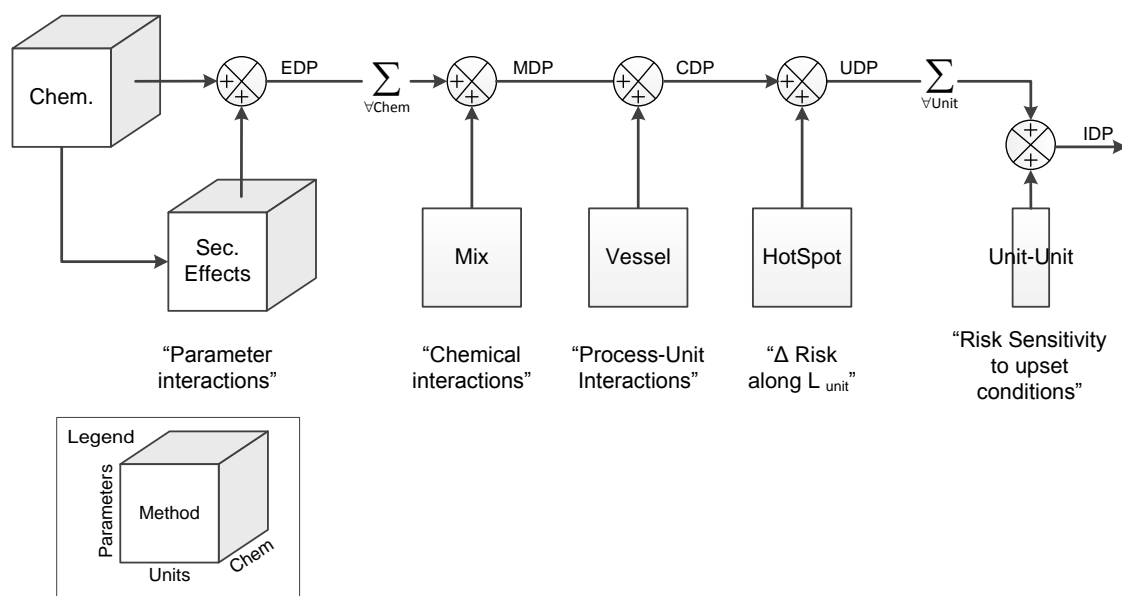 Chem.
+
+
EDP
∑
∀Chem
+
+
MDP
+
+
CDP
+
+
UDP
∑
∀Unit
+
+
IDP
Sec.
Effects
Mix
Vessel
HotSpot
Unit-Unit
“Parameter
interactions”
“Chemical
interactions”
“Process-Unit
Interactions”
“Δ Risk
along L unit”
“Risk Sensitivity
to upset
conditions”
Legend
Parameters
Method
Chem
Units